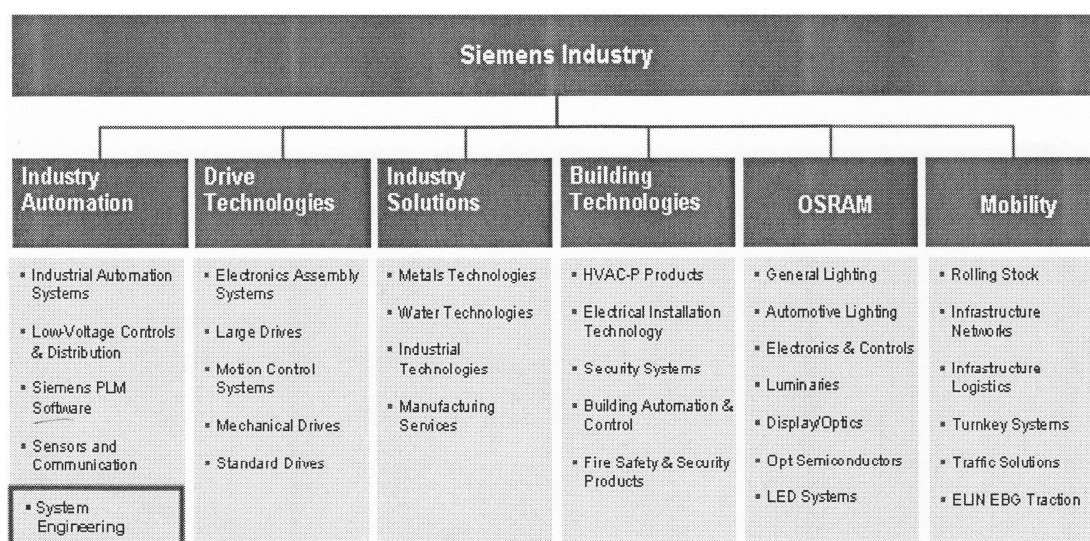 Siemens Industry
Industry
Automation
▪ Industrial Automation
Systems
▪ Low-Voltage Controls
& Distribution
▪ Siemens PLM
Software
▪ Sensors and
Communication
▪ System
Engineering
Drive
Technologies
▪ Electronics Assembly
Systems
▪ Large Drives
▪ Motion Control
Systems
▪ Mechanical Drives
▪ Standard Drives
Industry
Solutions
▪ Metals Technologies
▪ Water Technologies
▪ Industrial
Technologies
▪ Manufacturing
Services
Building
Technologies
▪ HVAC-P Products
▪ Electrical Installation
Technology
▪ Security Systems
▪ Building Automation &
Control
▪ Fire Safety & Security
Products
OSRAM
▪ General Lighting
▪ Automotive Lighting
▪ Electronics & Controls
▪ Luminaries
▪ Display/Optics
▪ Opt Semiconductors
▪ LED Systems
Mobility
▪ Rolling Stock
▪ Infrastructure
Networks
▪ Infrastructure
Logistics
▪ Turnkey Systems
▪ Traffic Solutions
▪ ELIN EBG Traction